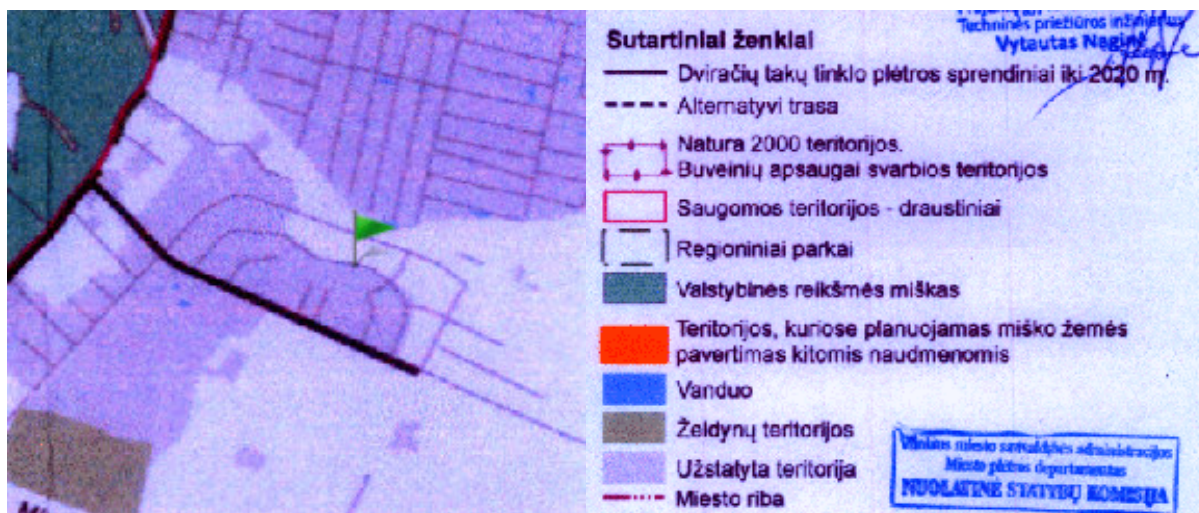 Techninės priežiūros inžinierius
Vytautas
Sutartiniai ženklai
Dviračių takų tinklo plėtros sprendiniai iki 2020 m.
Alternatyvi trasa
Natura 2000 teritorijos.
Buveinių apsaugai svarbios teritorijos
Saugomos teritorijos - draustiniai
Regioniniai parkai
Valstybinės reikšmės miškas
Teritorijos, kuriose planuojamas miško žemės
pavertimas kitomis naudmenomis
Vanduo
Želdynų teritorijos
Užstatyta teritorija
Miesto riba
Vilniaus miesto savivaldybės administracijos
Miesto plėtros departamentas
NUOLATINĖ STATYBŲ KOMISIJA